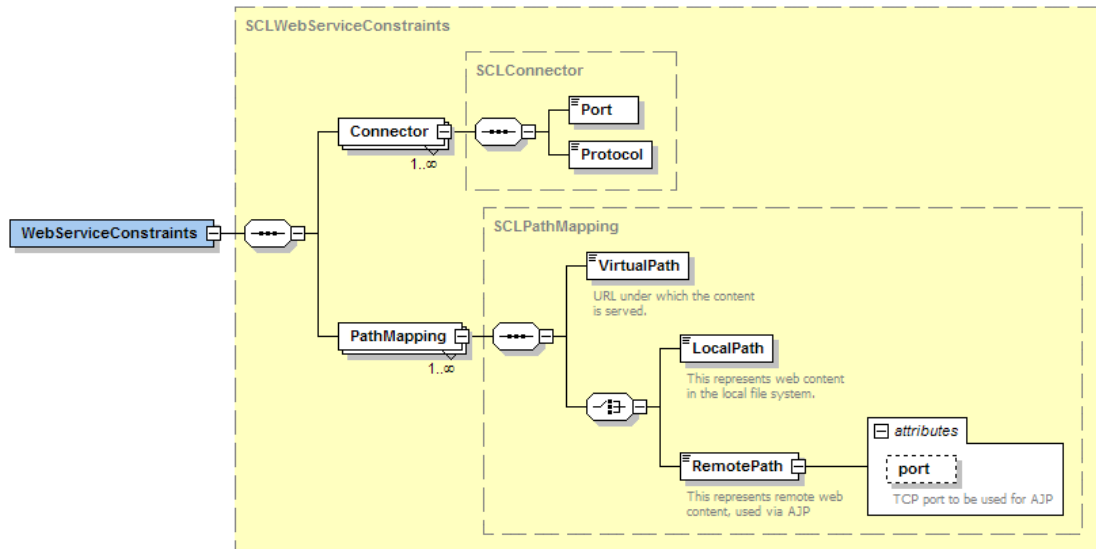 SCLWebServiceConstraints
SCLConnector
Port
Connector
1..∞
Protocol
WebServiceConstraints
SCLPathMapping
VirtualPath
URL under which the content
is served.
PathMapping
1..∞
LocalPath
This represents web content
in the local file system.
attributes
RemotePath
port
This represents remote web
content, used via AJP
TCP port to be used for AJP